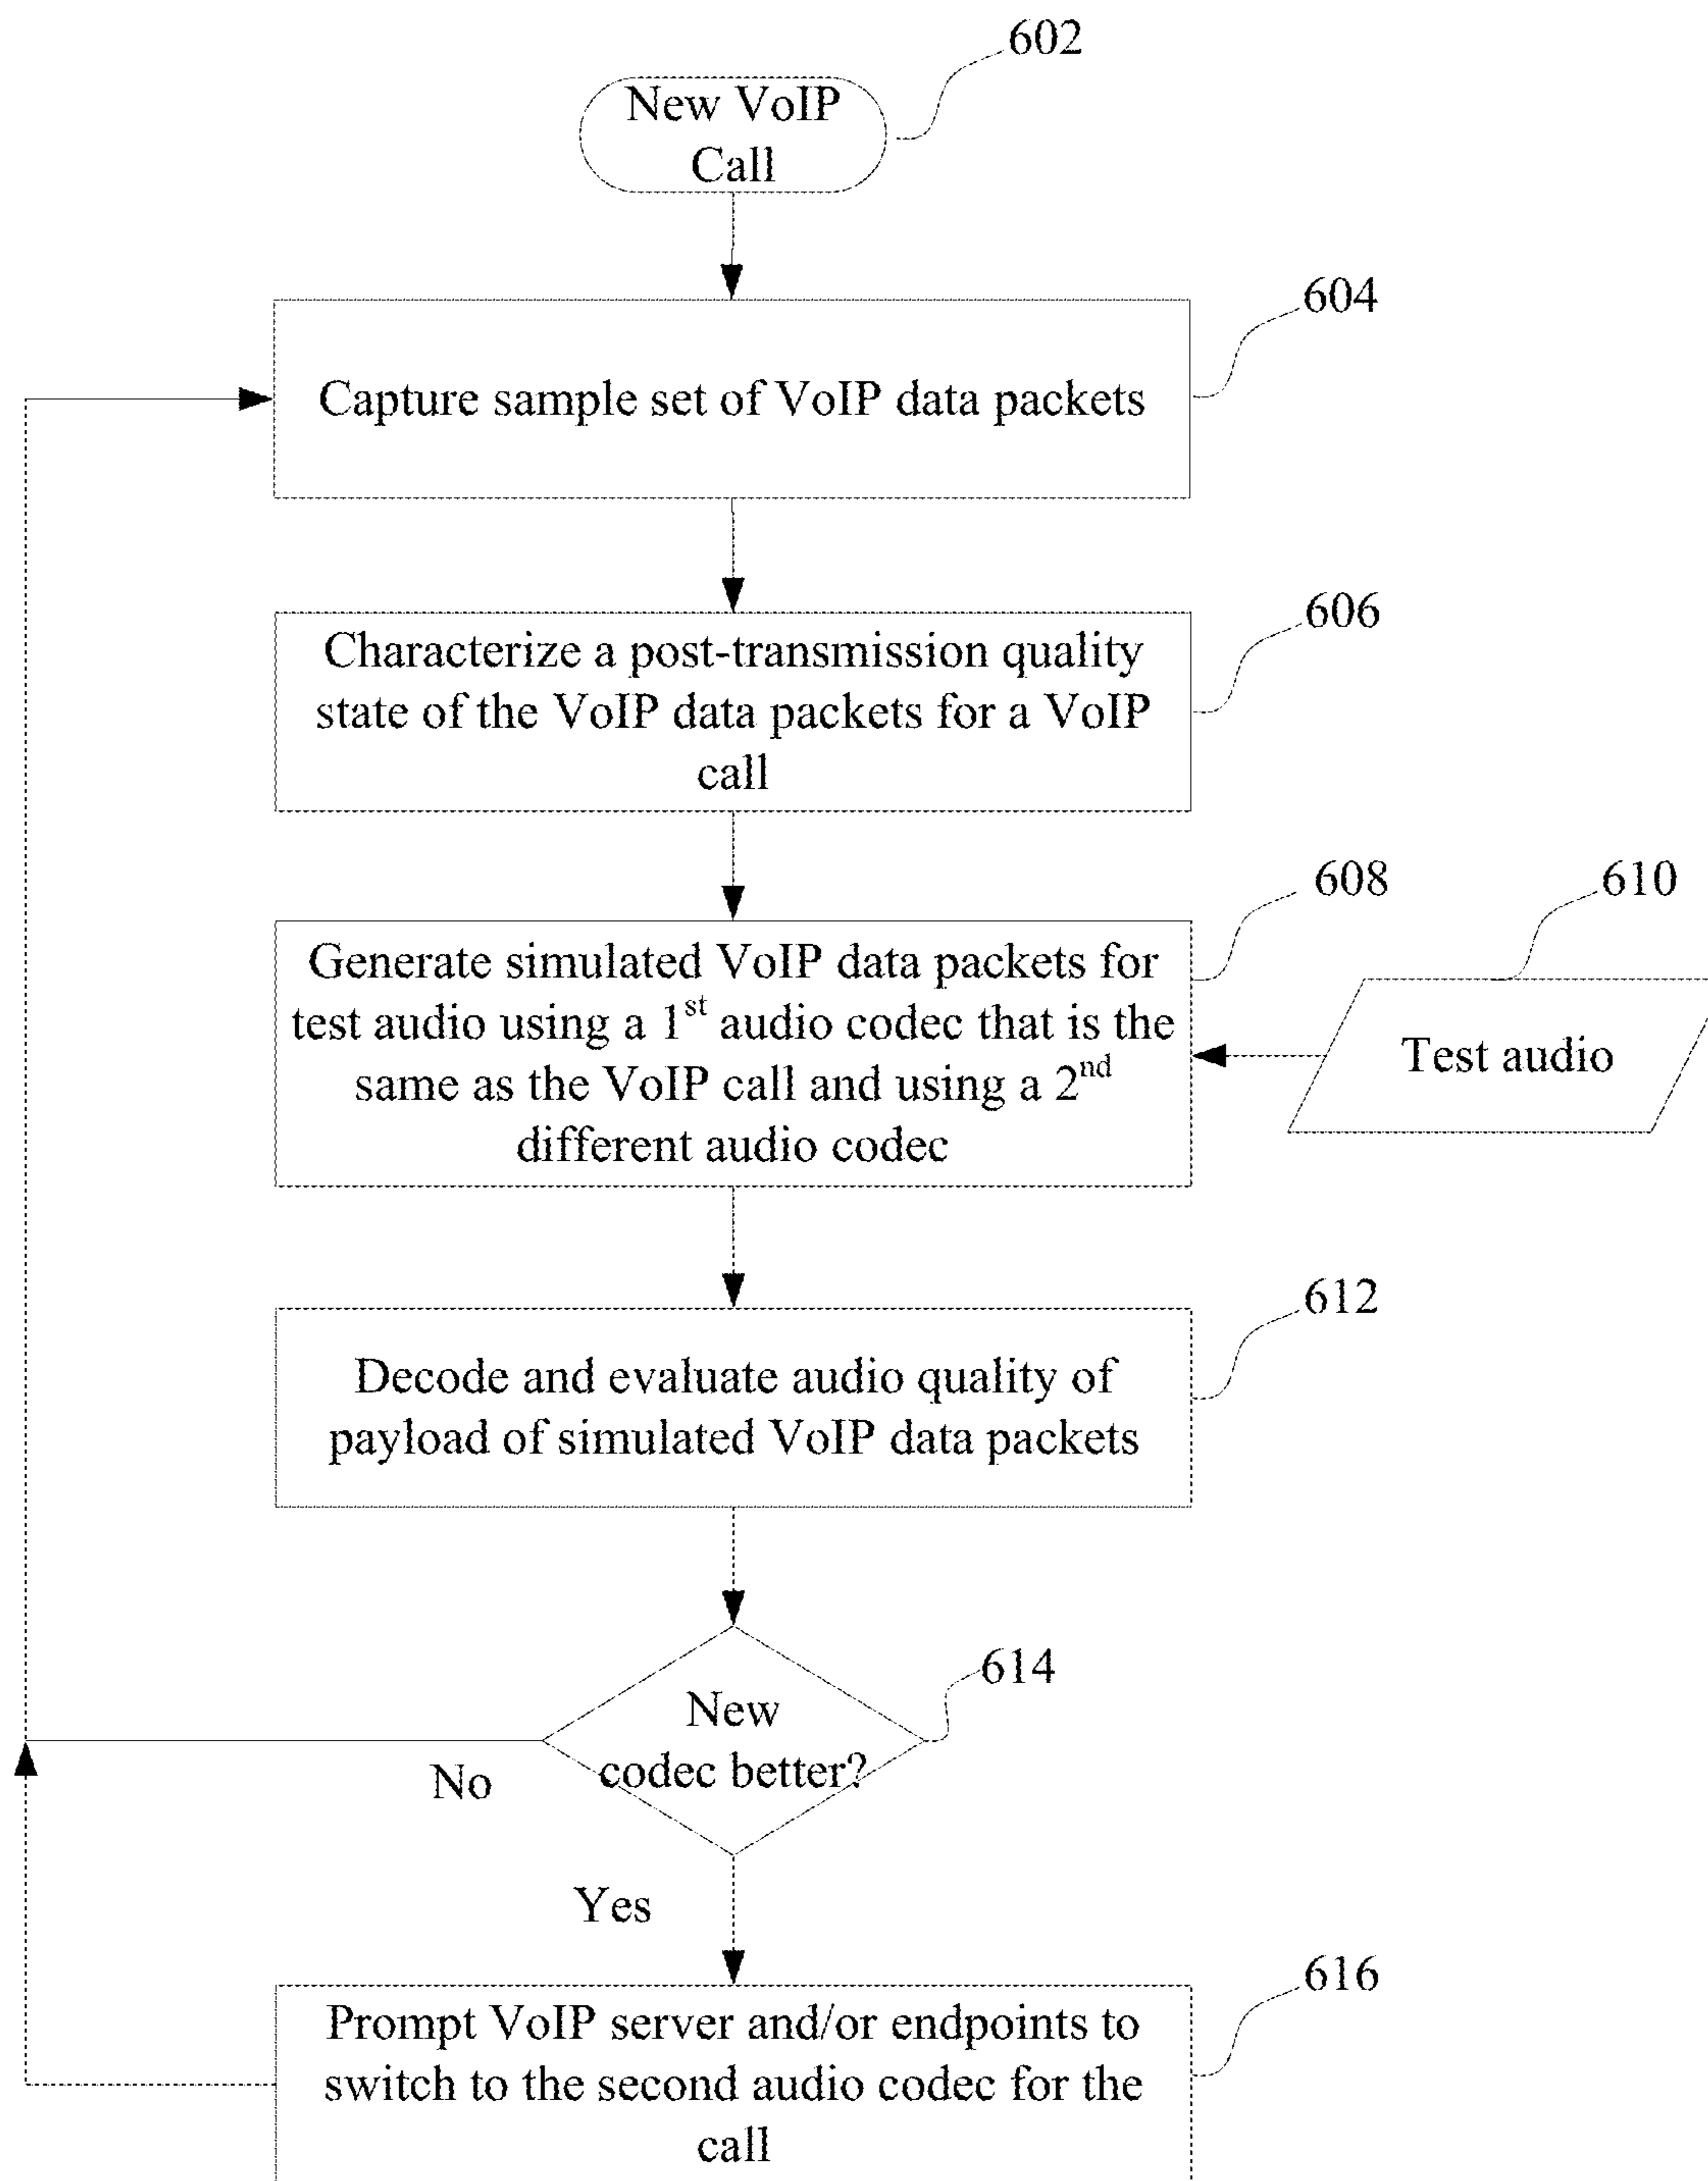 602
New VoIP
Call
604
Capture sample set of VoIP data packets
606
Characterize a post-transmission quality
state of the VoIP data packets for a VoIP
call
608
610
Generate simulated VoIP data packets for
test audio using a 1st audio codec that is the
same as the VoIP call and using a 2nd
different audio codec
Test audio
612
Decode and evaluate audio quality of
payload of simulated VoIP data packets
614
New
codec better?
No
Yes
616
Prompt VoIP server and/or endpoints to
switch to the second audio codec for the
call